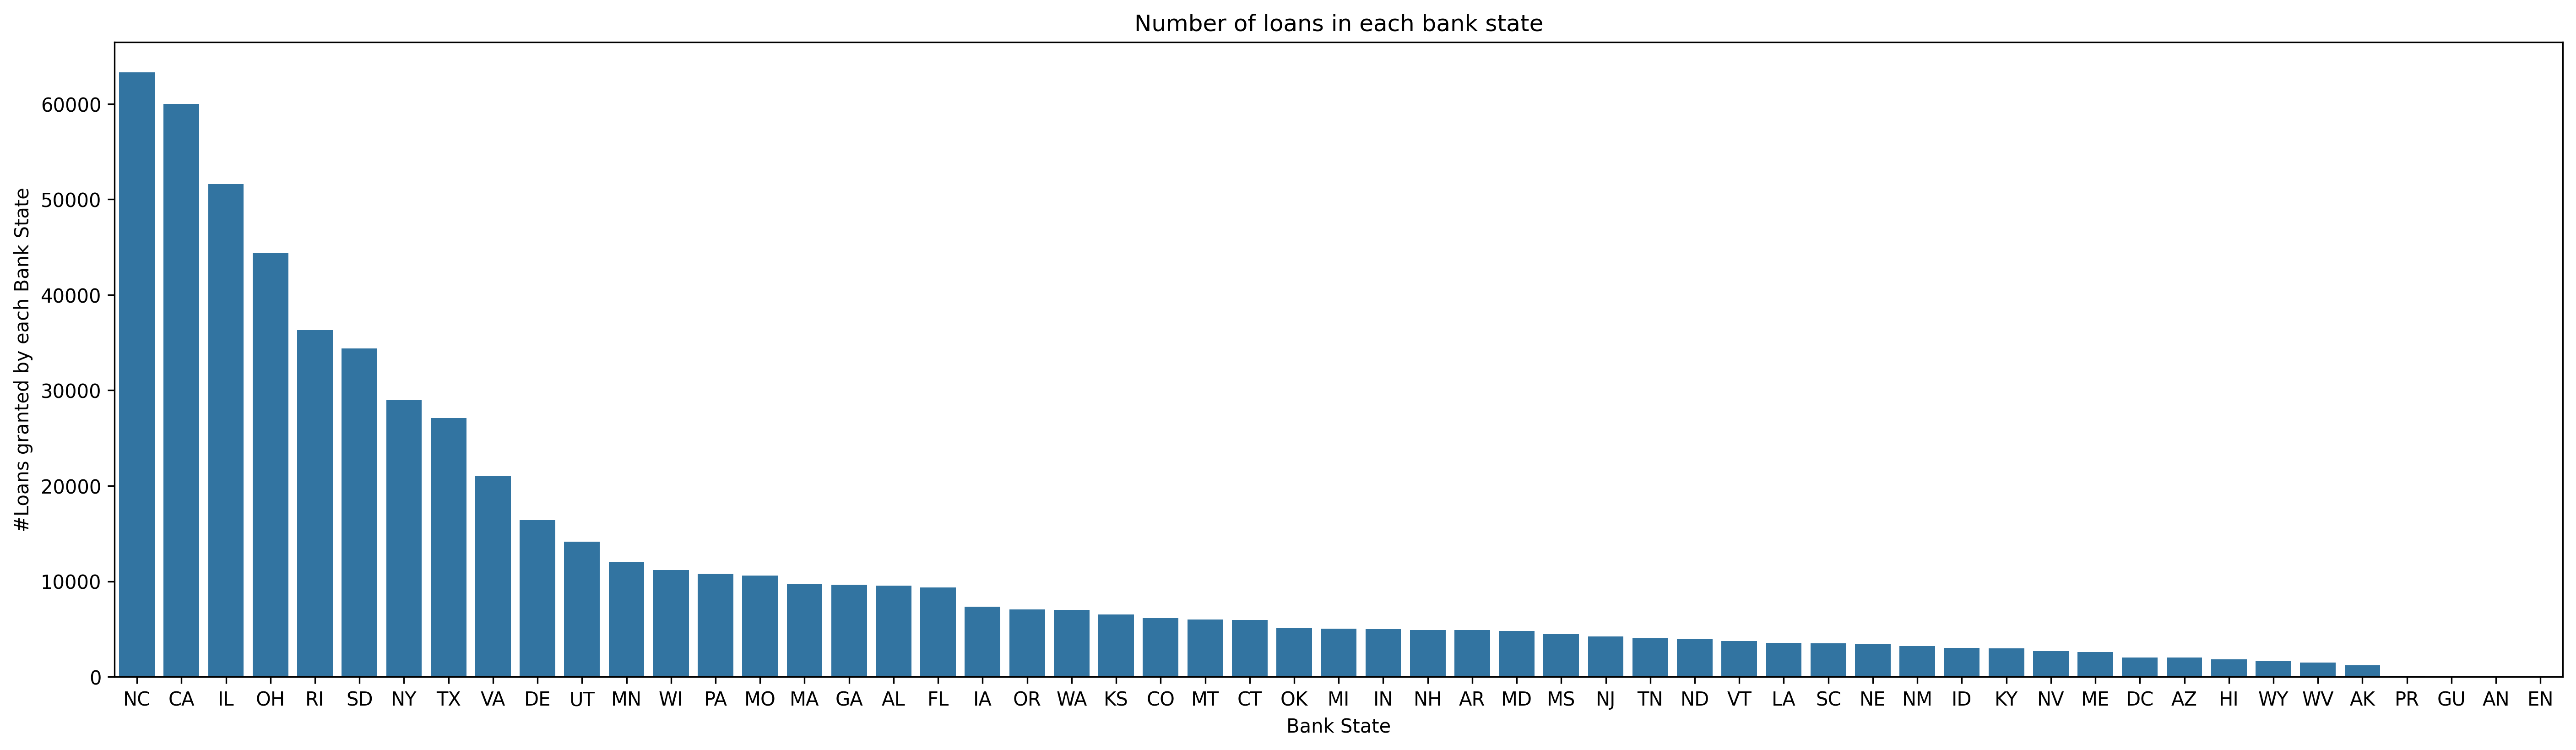 Number of loans in each bank state
#Loans granted by each Bank State
60000
50000
40000
30000
20000
10000
0
NC CA IL OH RI SD NY TX VA DE UT MN WI PA MO MA GA AL FL IA OR WA KS CO MT CT OK MI IN NH AR MD MS NJ TN ND VT LA SC NE NM ID KY NV ME DC AZ HI WY WV AK PR GU AN EN
Bank State